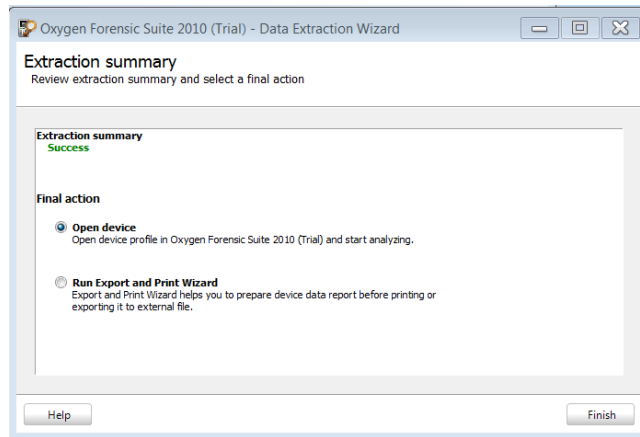 Oxygen Forensic Suite 2010 (Trial) - Data Extraction Wizard
Extraction summary
Review extraction summary and select a final action
Extraction summary
Success
Final action
Open device
Open device profile in Oxygen Forensic Suite 2010 (Trial) and start analyzing.
Run Export and Print Wizard
Export and Print Wizard helps you to prepare device data report before printing or
exporting it to external file.
Help
Finish